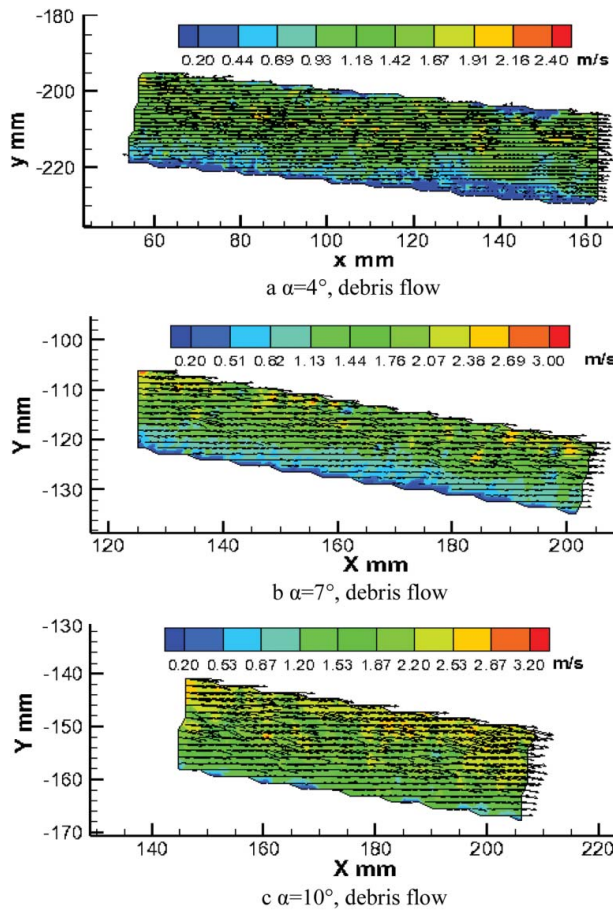 -180
0.20 0.44 0.69 0.93 1.18 1.42 1.67 1.91 2.16 2.40 m/s
-200
y mm
-220
60 80 100 120 140 160
x mm
a α=4°, debris flow
-100
0.20 0.51 0.82 1.13 1.44 1.76 2.07 2.38 2.69 3.00 m/s
-110
Y mm
-120
-130
120 140 160 180 200
X mm
b α=7°, debris flow
-130
0.20 0.53 0.87 1.20 1.53 1.87 2.20 2.53 2.87 3.20 m/s
-140
Y mm
-150
-160
-170
140 160 180 200 220
X mm
c α=10°, debris flow